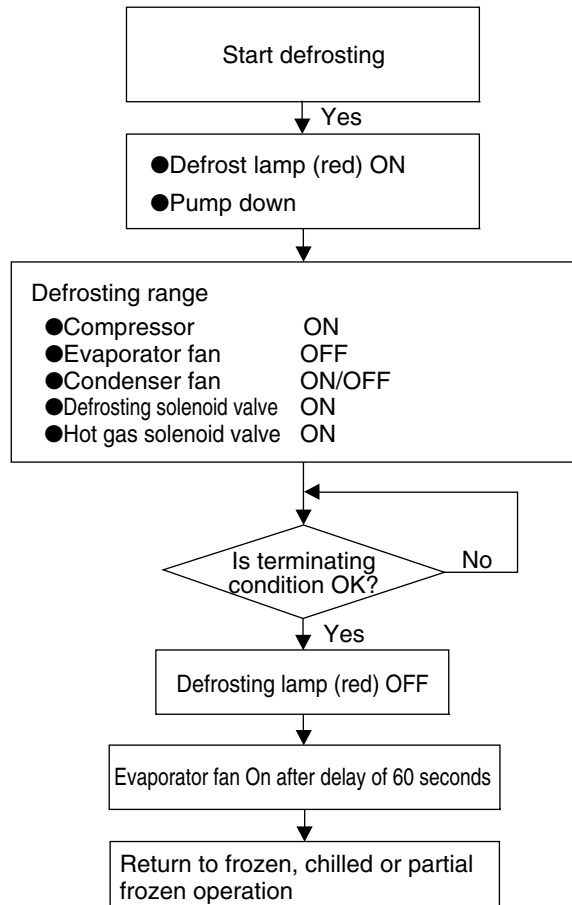 Start defrosting
Yes
●Defrost lamp (red) ON
●Pump down
Defrosting range
●Compressor ON
●Evaporator fan OFF
●Condenser fan ON/OFF
●Defrosting solenoid valve ON
●Hot gas solenoid valve ON
Is terminating
condition OK?
No
Yes
Defrosting lamp (red) OFF
Evaporator fan On after delay of 60 seconds
Return to frozen, chilled or partial
frozen operation